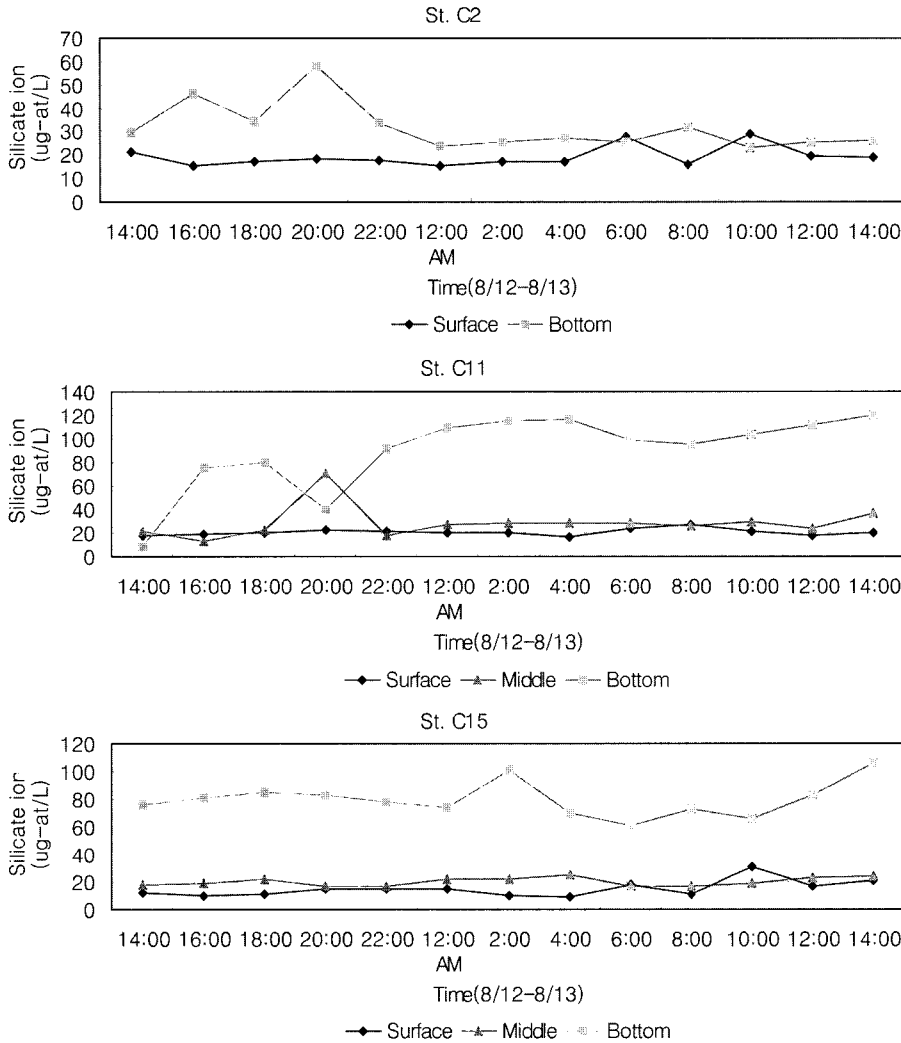 St. C2
Silicate ion
(ug-at/L)
70
60
50
40
30
20
10
0
14:00 16:00 18:00 20:00 22:00 12:00 2:00 4:00 6:00 8:00 10:00 12:00 14:00
AM
Time(8/12-8/13)
Surface Bottom
St. C11
Silicate ion
(ug-at/L)
140
120
100
80
60
40
20
0
14:00 16:00 18:00 20:00 22:00 12:00 2:00 4:00 6:00 8:00 10:00 12:00 14:00
AM
Time(8/12-8/13)
Surface Middle Bottom
St. C15
Silicate ior
(ug-at/L)
120
100
80
60
40
20
0
14:00 16:00 18:00 20:00 22:00 12:00 2:00 4:00 6:00 8:00 10:00 12:00 14:00
AM
Time(8/12-8/13)
Surface Middle Bottom